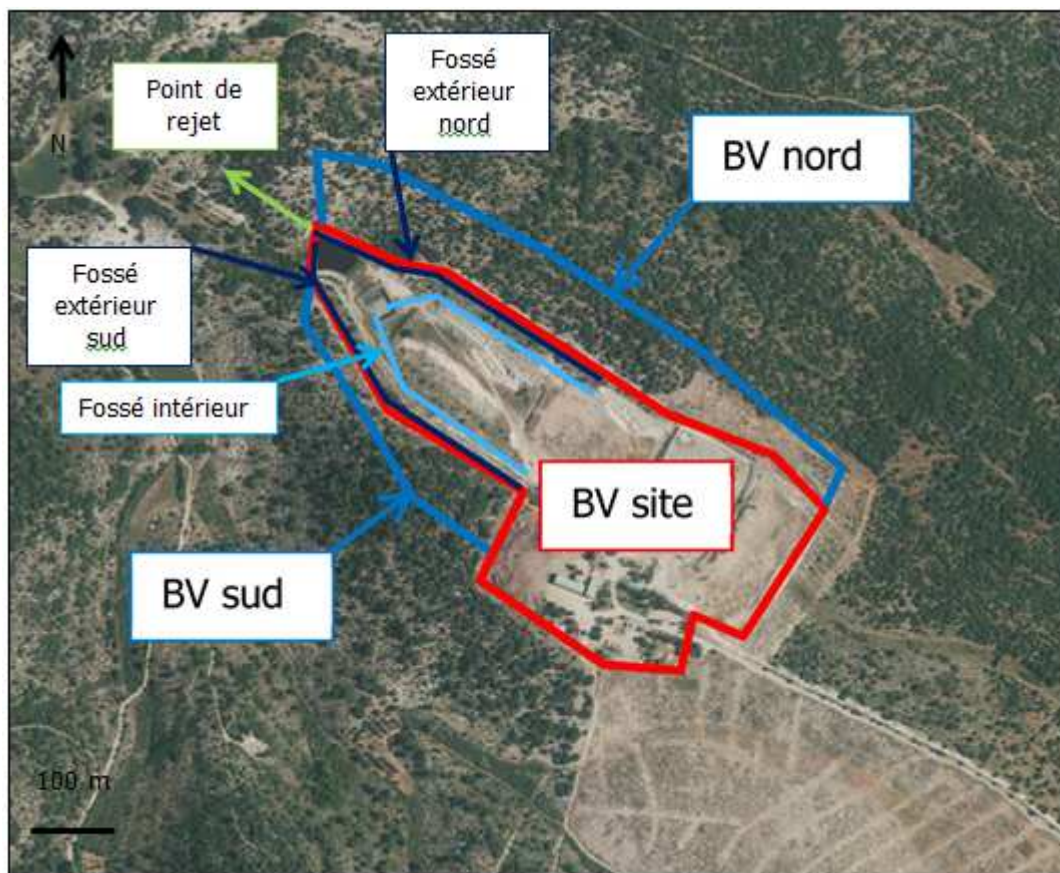 Fossé
extérieur
nord
Point de
rejet
N
BV nord
Fossé
extérieur
sud
Fossé intérieur
BV site
BV sud
100 m